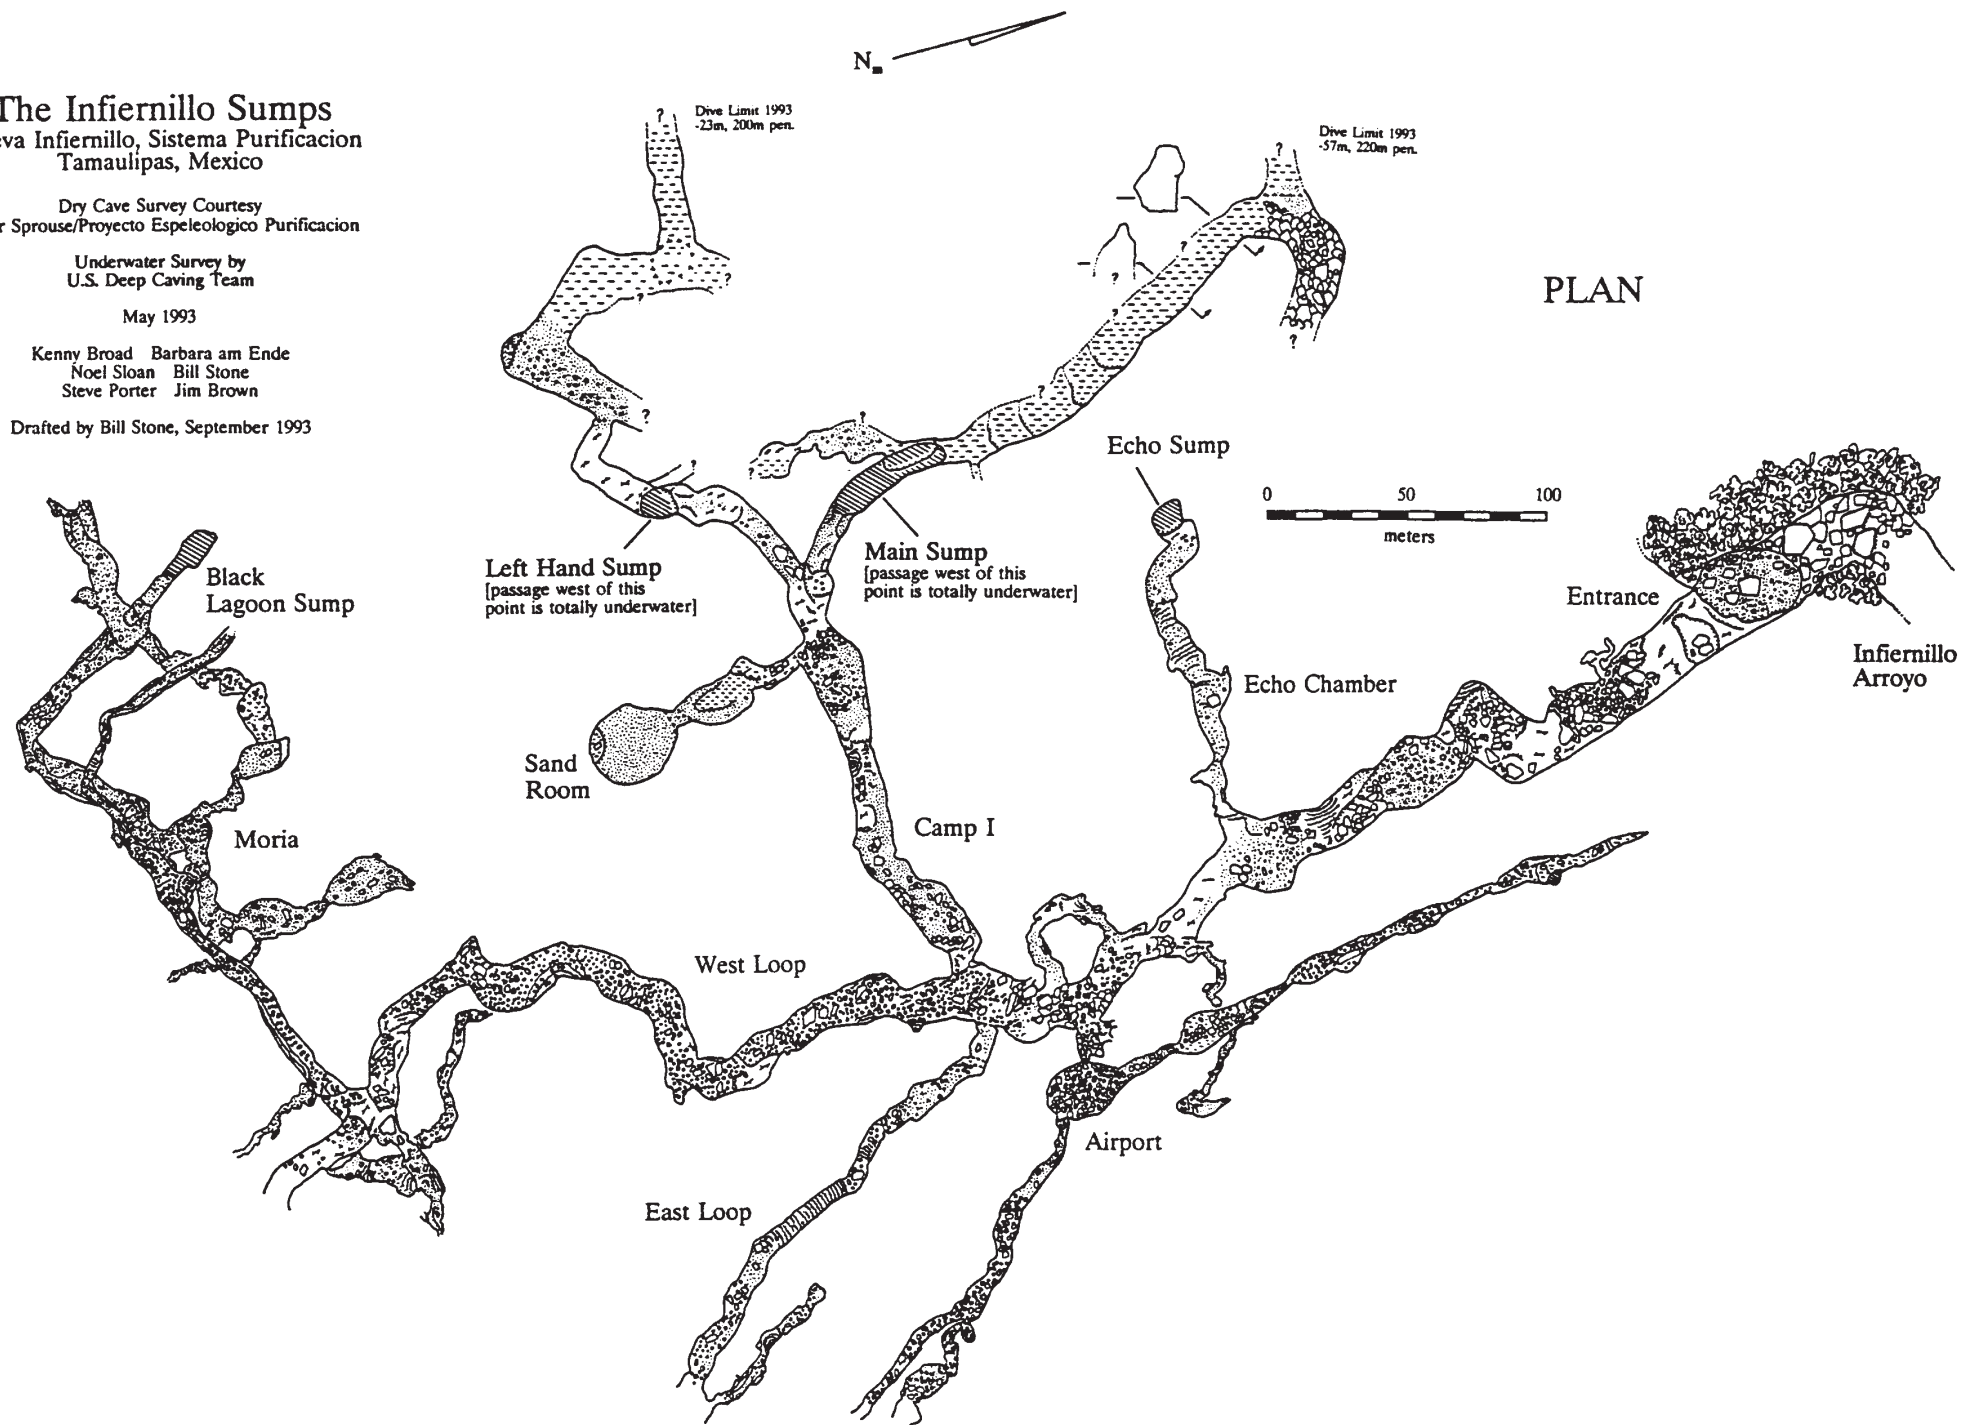 The Infiernillo Sumps
eva Infiernillo, Sistema Purificacion
Tamaulipas, Mexico
Dry Cave Survey Courtesy
r Sprouse/Proyecto Espeleologico Purificacion
Underwater Survey by
U.S. Deep Caving Team
May 1993
Kenny Broad Barbara am Ende
Noel Sloan Bill Stone
Steve Porter Jim Brown
Drafted by Bill Stone, September 1993
Nm
?
Dive Limit 1993
-23m, 200m pen.
?
?
?
?
?
?
?
Dive Limit 1993
-57m, 220m pen.
?
?
?
?
?
?
?
PLAN
Echo Sump
0 50 100
meters
Left Hand Sump
[passage west of this
point is totally underwater]
Main Sump
[passage west of this
point is totally underwater]
Black
Lagoon Sump
Entrance
Infiernillo
Arroyo
Echo Chamber
Sand
Room
Camp I
Moria
West Loop
Airport
East Loop